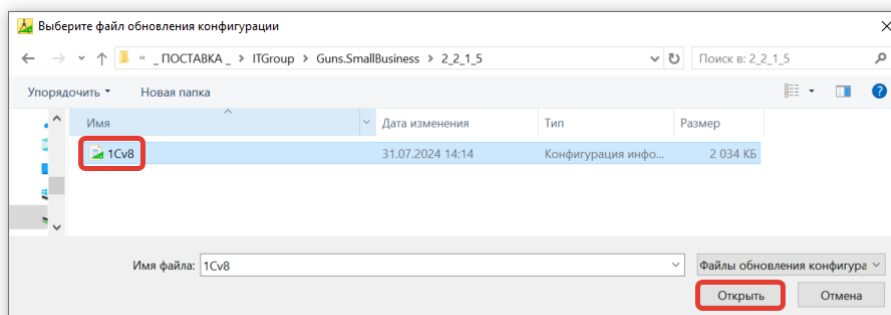 Выберите файл обновления конфигурации
« _ ПОСТАВКА _ > ITGroup > Guns.SmallBusiness > 2_2_1_5
Поиск в: 2_2_1_5
Упорядочить Новая папка
Имя Дата изменения Тип Размер
1Cv8 31.07.2024 14:14 Конфигурация инфо... 2 034 КБ
Имя файла: 1Cv8 Файлы обновления конфигура
Открыть Отмена